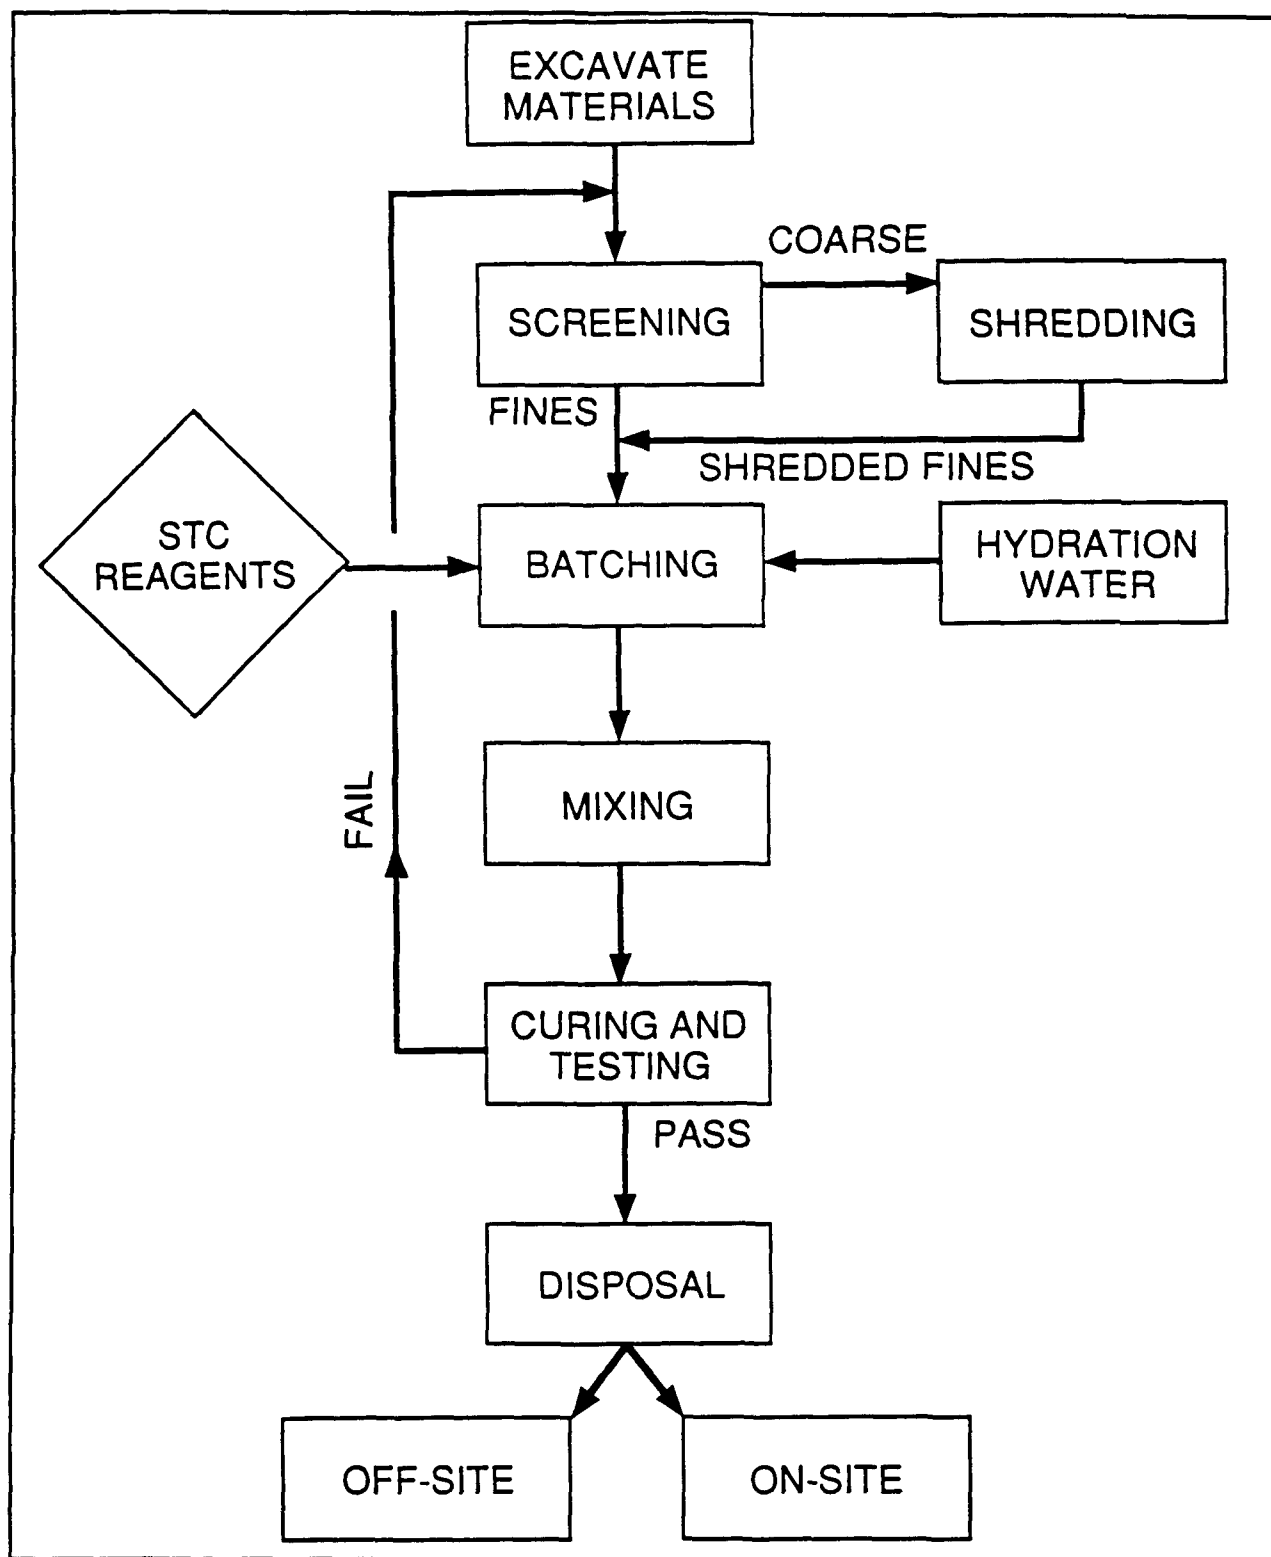 EXCAVATE
MATERIALS
COARSE
SCREENING
SHREDDING
FINES
SHREDDED FINES
STC
REAGENTS
BATCHING
HYDRATION
WATER
MIXING
FAIL
CURING AND
TESTING
PASS
DISPOSAL
OFF-SITE
ON-SITE